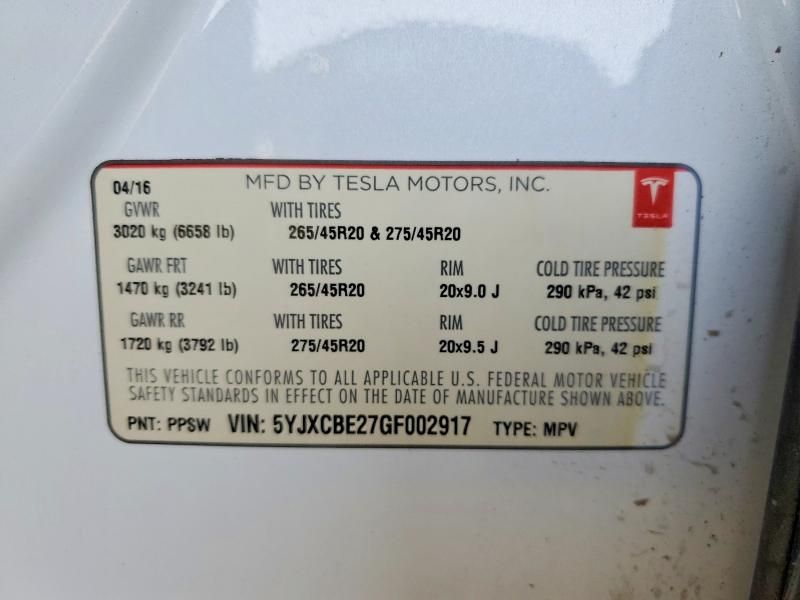 04/16 MFD BY TESLA MOTORS, INC.
TESLA
GVWR WITH TIRES
3020 kg (6658 lb) 265/45R20 & 275/45R20
GAWR FRT WITH TIRES RIM COLD TIRE PRESSURE
1470 kg (3241 lb) 265/45R20 20x9.0 J 290 kPa, 42 psi
GAWR RR WITH TIRES RIM COLD TIRE PRESSURE
1720 kg (3792 lb) 275/45R20 20x9.5 J 290 kPa, 42 psi
THIS VEHICLE CONFORMS TO ALL APPLICABLE U.S. FEDERAL MOTOR VEHICLE
SAFETY STANDARDS IN EFFECT ON THE DATE OF MANUFACTURE SHOWN ABOVE.
PNT: PPSW VIN: 5YJXCBE27GF002917 TYPE: MPV